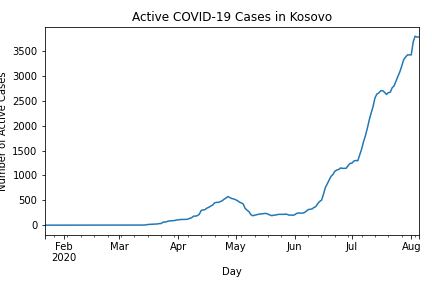 Active COVID-19 Cases in Kosovo
Number of Active Cases
3500
3000
2500
2000
1500
1000
500
0
Feb Mar Apr May Jun Jul Aug
2020
Day